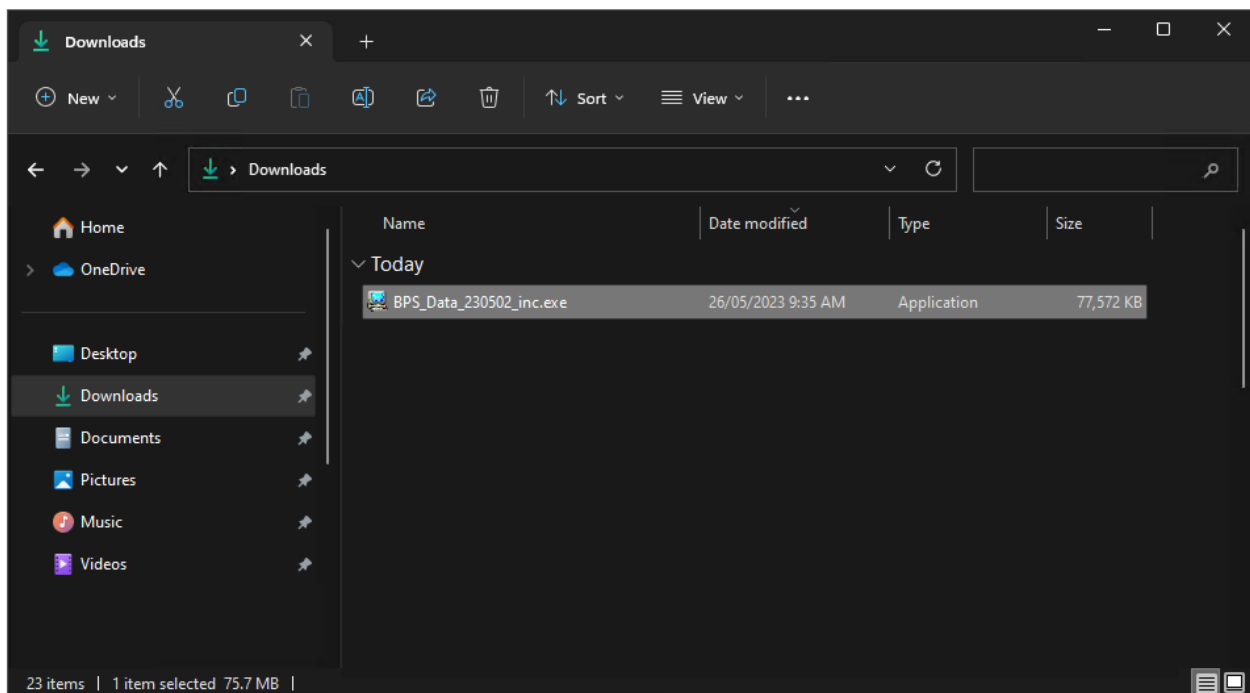 Downloads
New
Sort
View
Downloads
Home
OneDrive
Desktop
Downloads
Documents
Pictures
Music
Videos
Name Date modified Type Size
Today
BPS_Data_230502_inc.exe 26/05/2023 9:35 AM Application 77,572 KB
23 items | 1 item selected 75.7 MB |